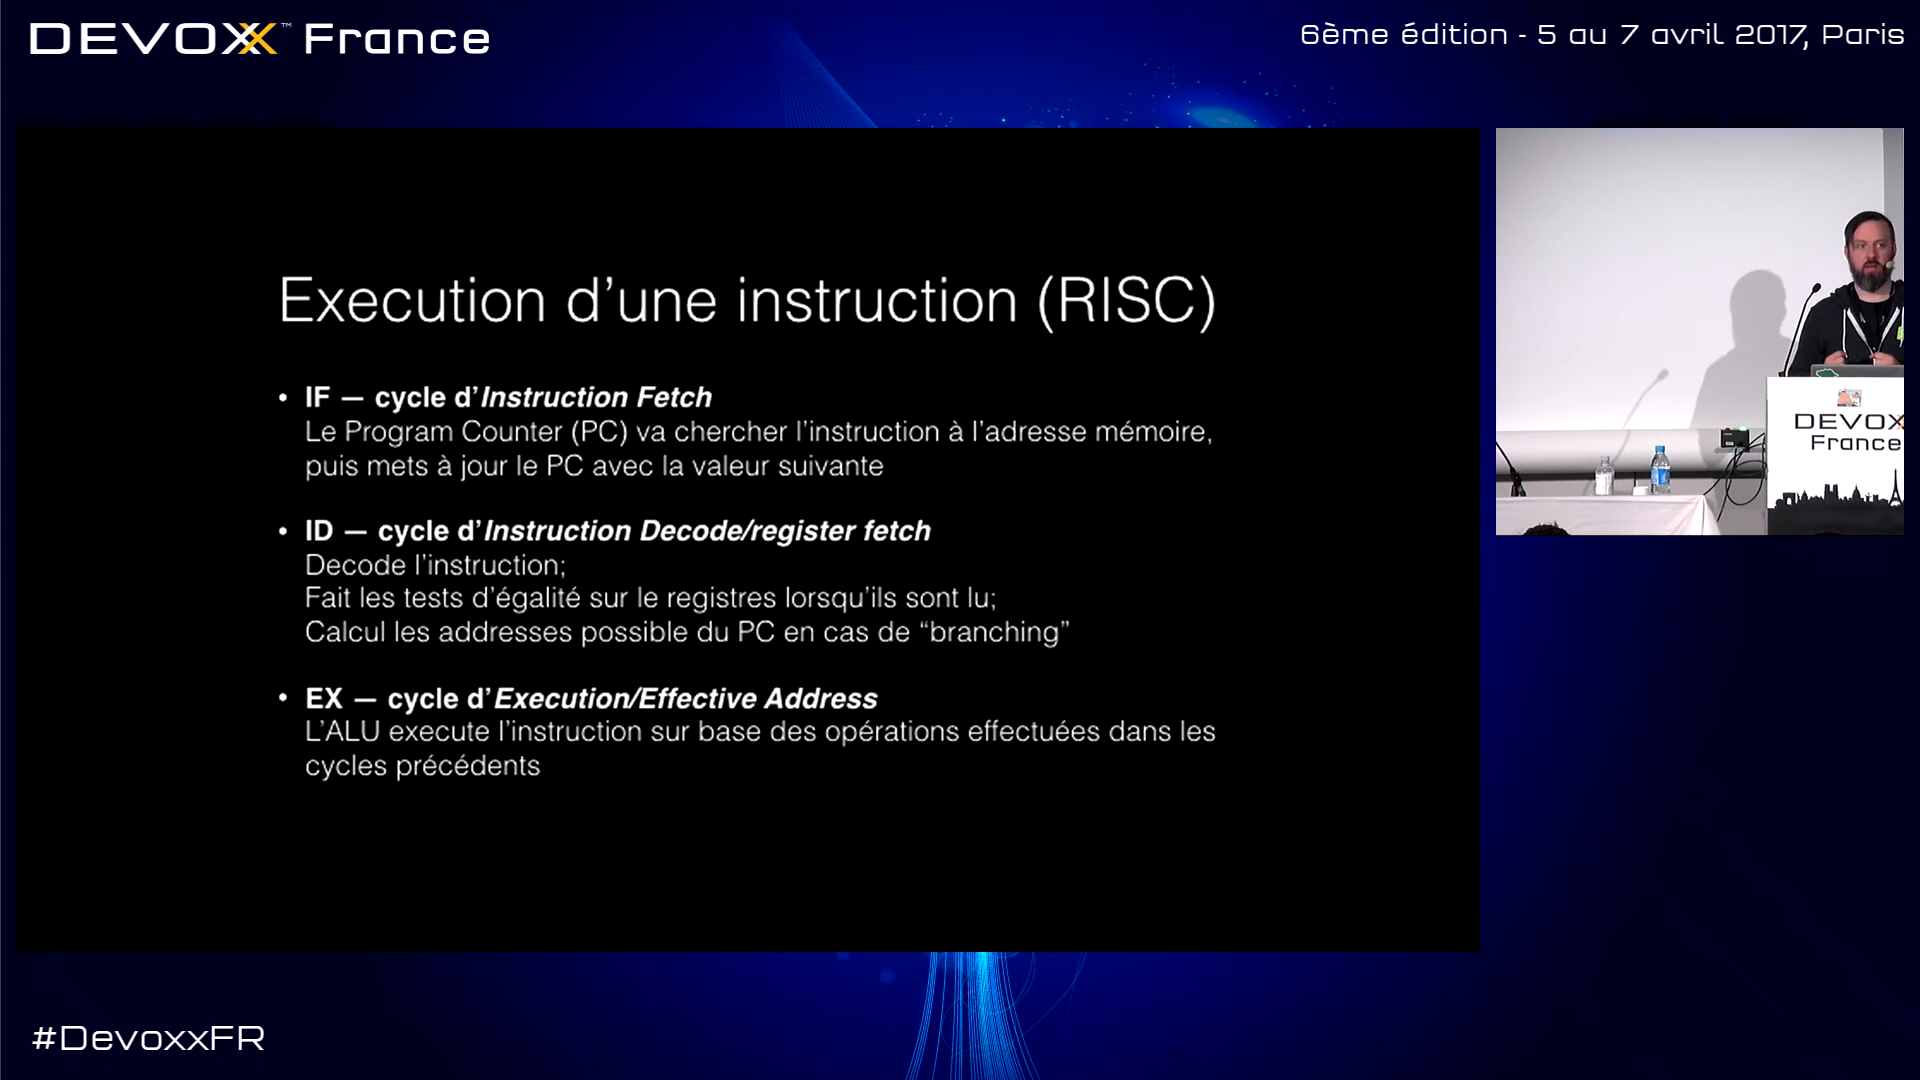 DEVOXX™ France
6ème édition - 5 au 7 avril 2017, Paris
Execution d’une instruction (RISC)
• IF — cycle d’Instruction Fetch
Le Program Counter (PC) va chercher l’instruction à l’adresse mémoire,
puis mets à jour le PC avec la valeur suivante
• ID — cycle d’Instruction Decode/register fetch
Decode l’instruction;
Fait les tests d’égalité sur le registres lorsqu’ils sont lu;
Calcul les addresses possible du PC en cas de “branching”
• EX — cycle d’Execution/Effective Address
L’ALU execute l’instruction sur base des opérations effectuées dans les
cycles précédents
DEVOX
France
#DevoxxFR